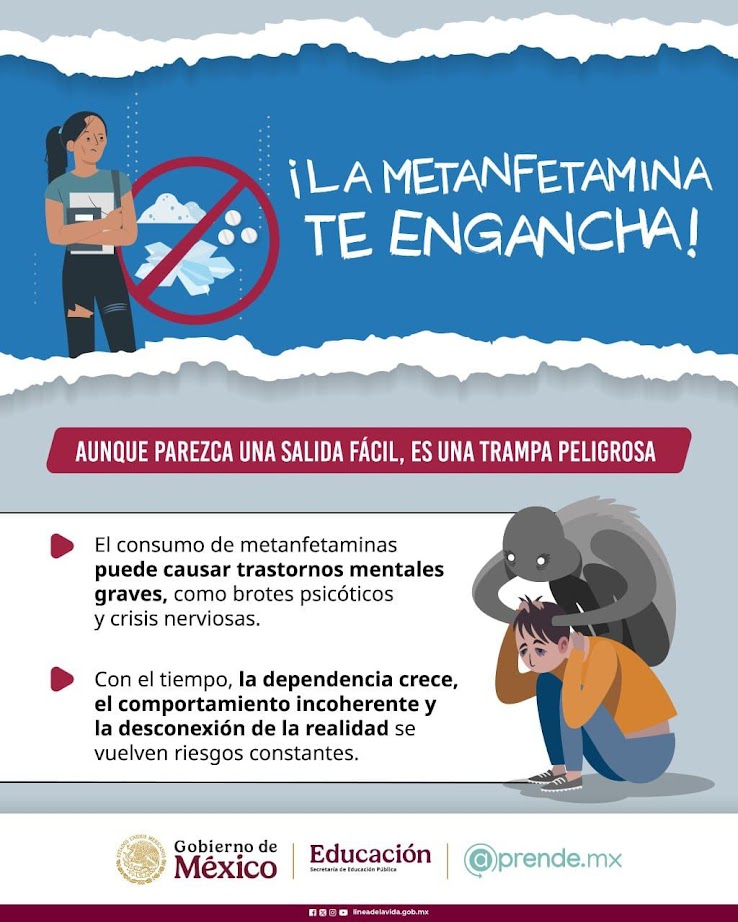 ¡LA METANFETAMINA
TE ENGANCHA!
AUNQUE PAREZCA UNA SALIDA FÁCIL, ES UNA TRAMPA PELIGROSA
El consumo de metanfetaminas
puede causar trastornos mentales
graves, como brotes psicóticos
y crisis nerviosas.
Con el tiempo, la dependencia crece,
el comportamiento incoherente y
la desconexión de la realidad se
vuelven riesgos constantes.
Gobierno de
México
Educación
Secretaría de Educación Pública
@prende.mx
lineadelavida.gob.mx